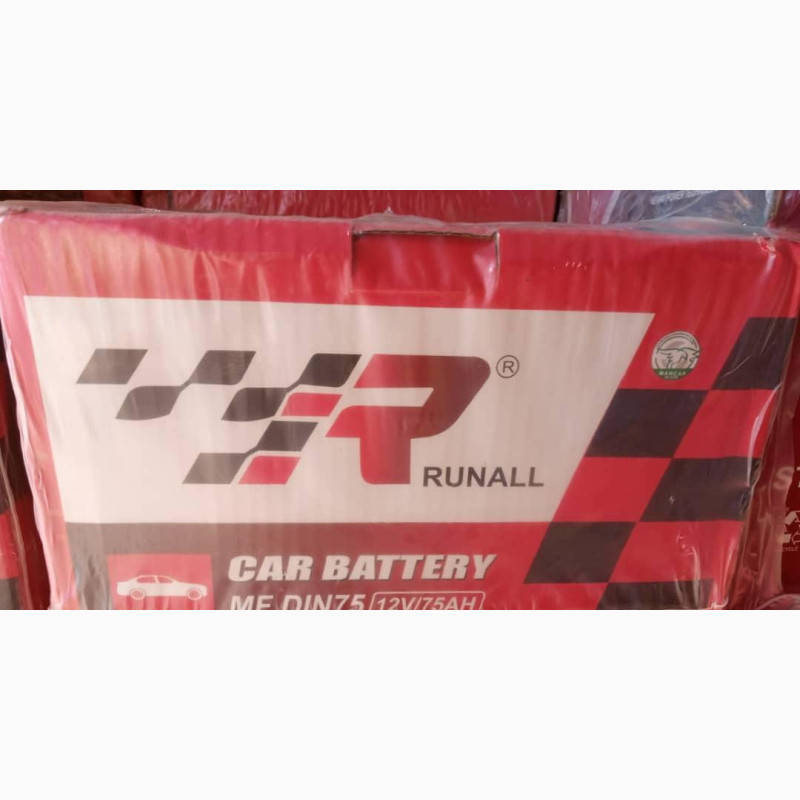 R
®
RUNALL
CAR BATTERY
MF DIN75 12V/75AH